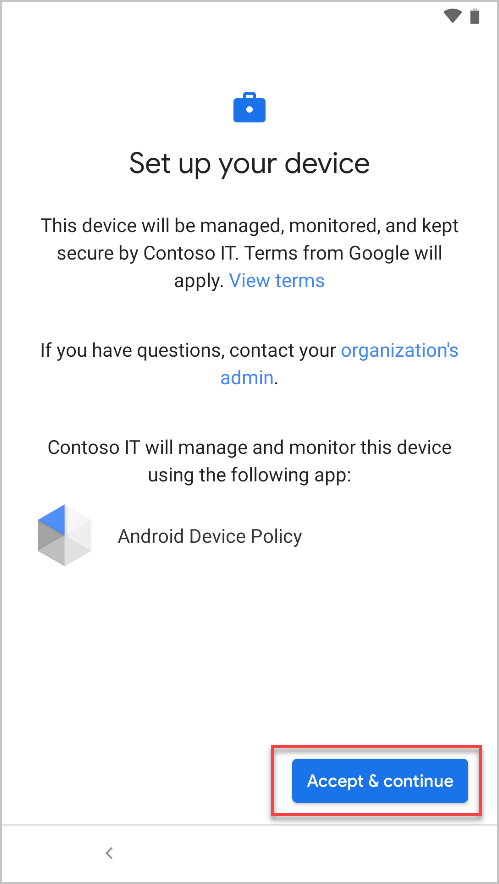 Set up your device
This device will be managed, monitored, and kept
secure by Contoso IT. Terms from Google will
apply. View terms
If you have questions, contact your organization's
admin.
Contoso IT will manage and monitor this device
using the following app:
Android Device Policy
Accept & continue